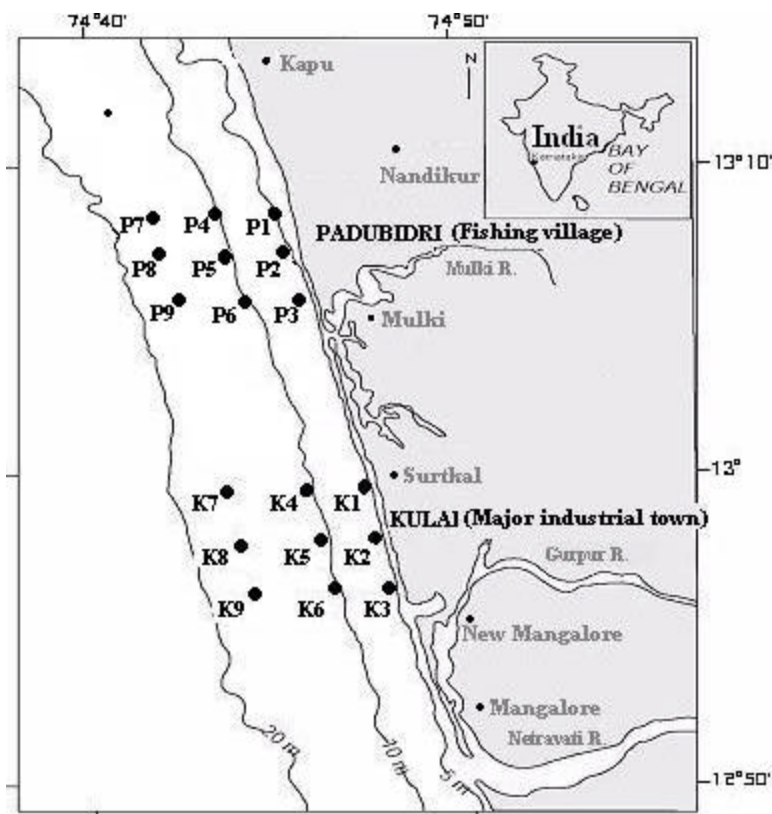 74°40'
74°50'
Kapu
N
India
Karnataka
BAY
OF
BENGAL
13°10'
Nandikur
P7
P4
P1
PADUBIDRI (Fishing village)
P8
P5
P2
Mulki R.
P9
P6
P3
Mulki
13°
Surtkal
K7
K4
K1
KULAI (Major industrial town)
K8
K5
K2
Gurpur R.
K9
K6
K3
New Mangalore
Mangalore
20 m
10 m
5 m
Netravati R.
12°50'